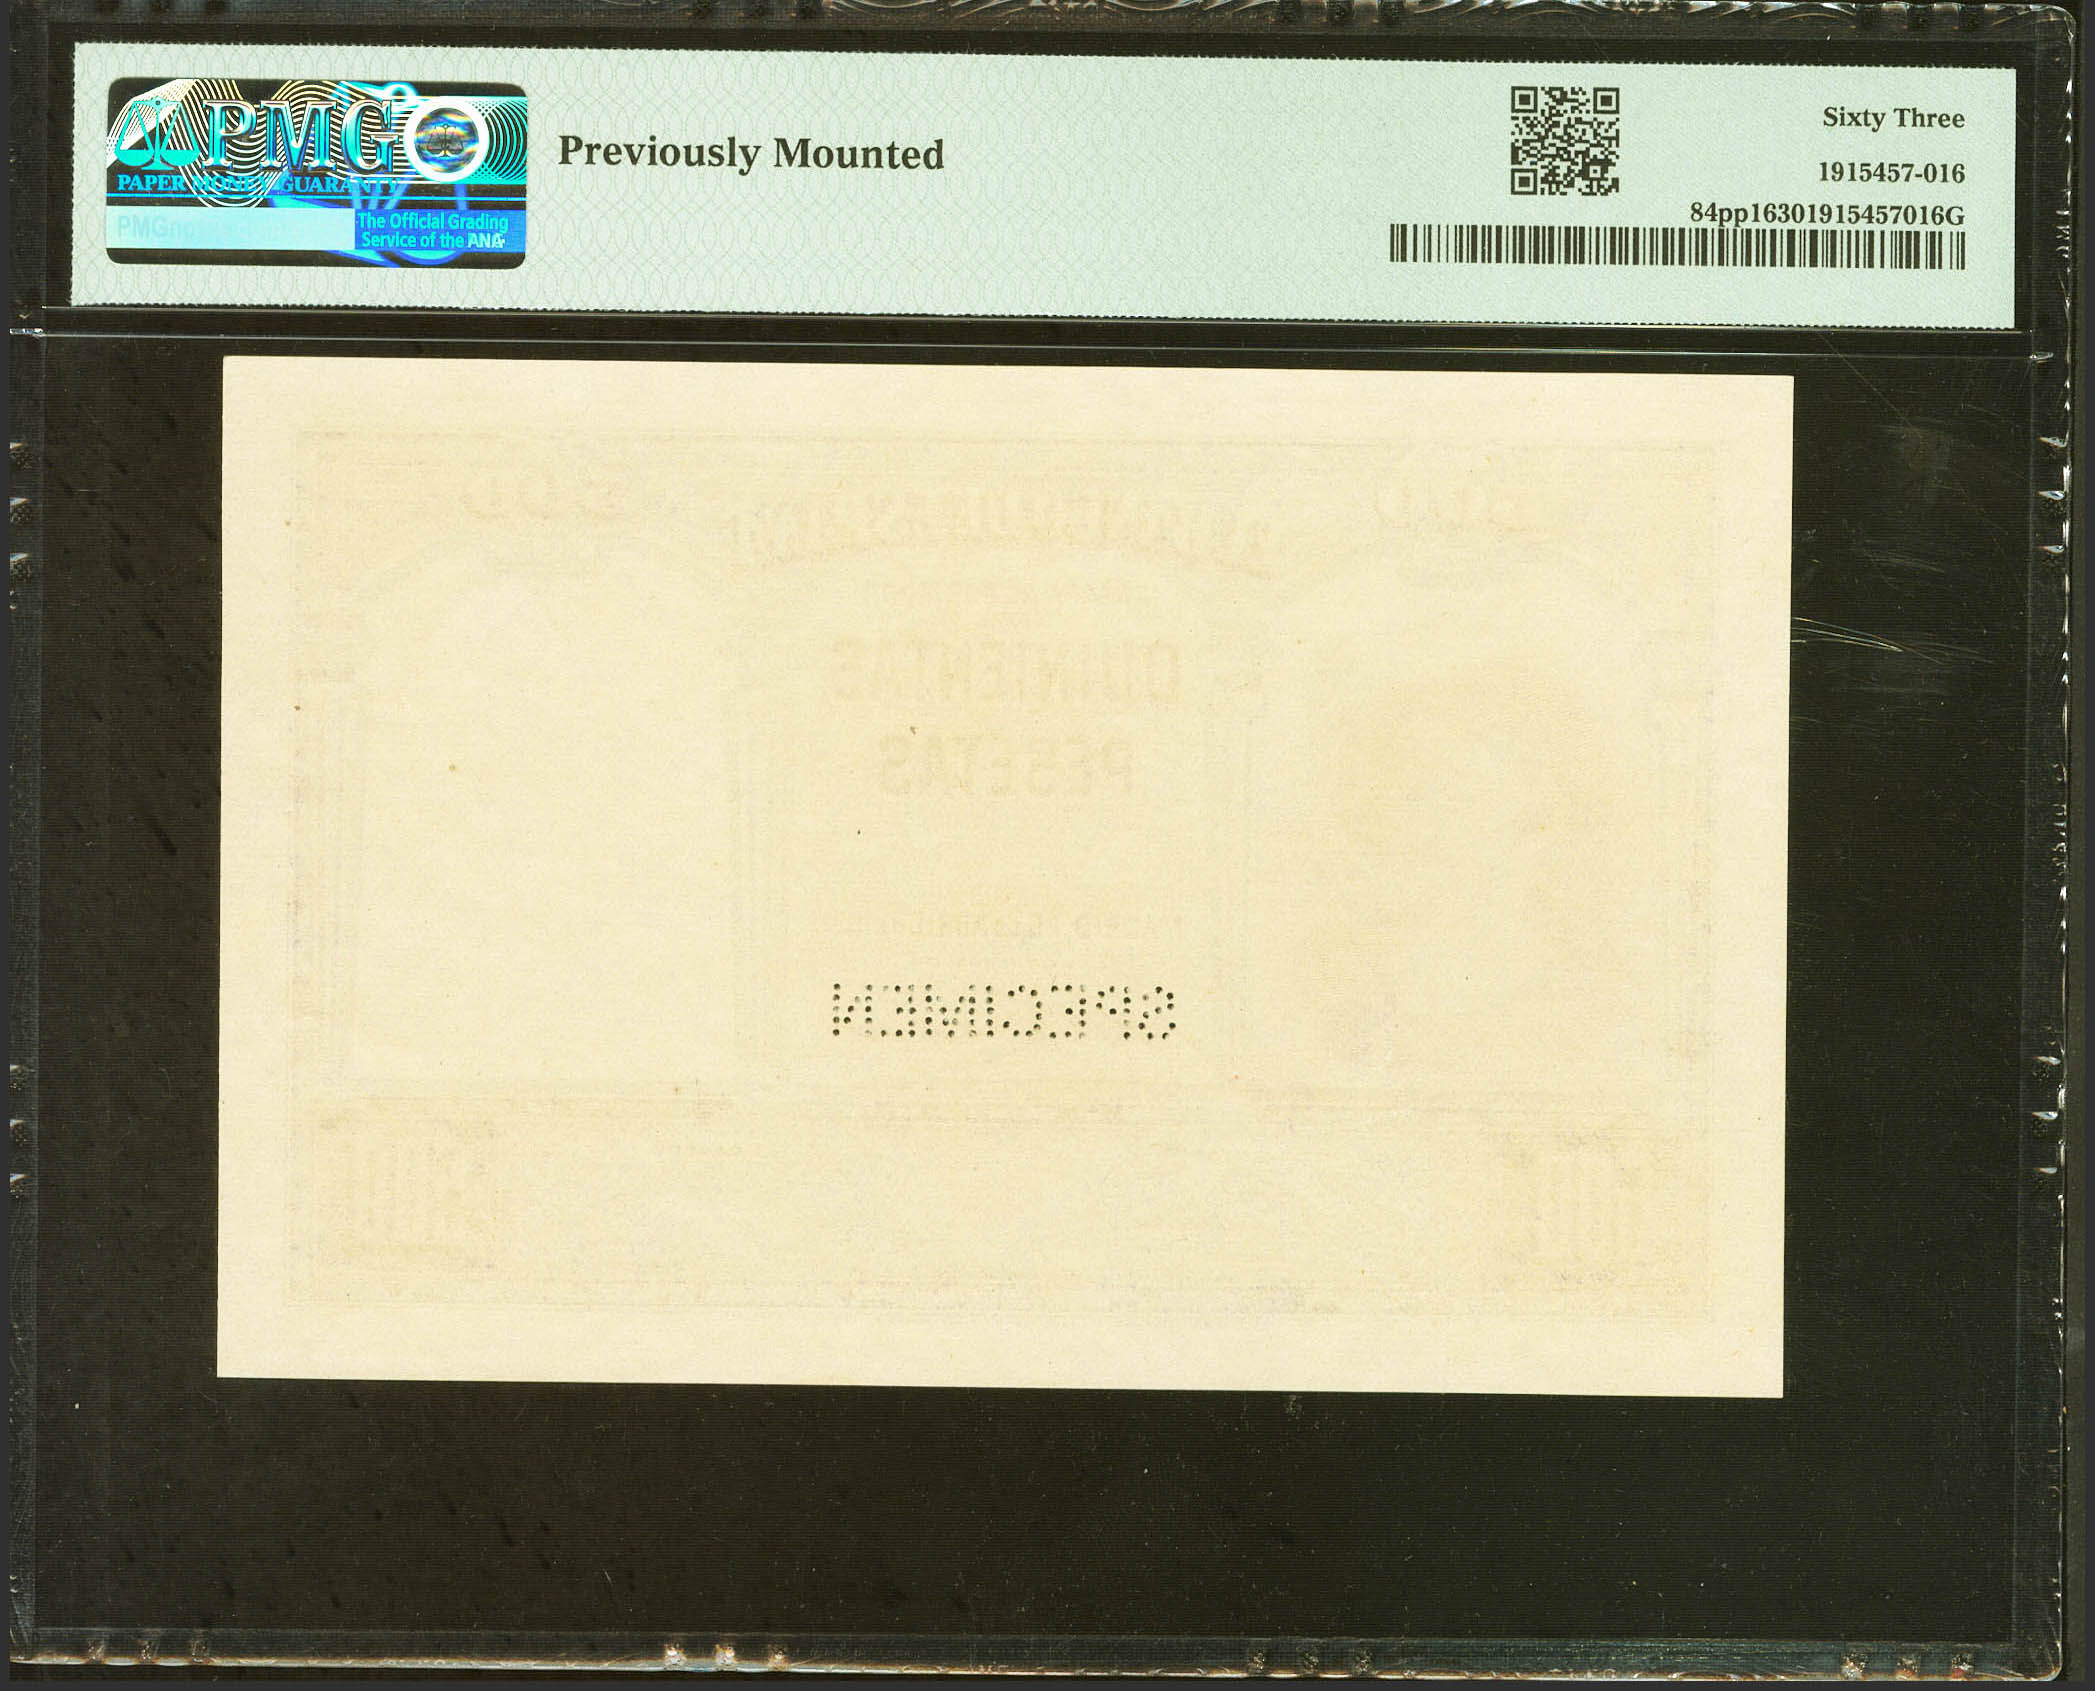 PMG
PAPER MONEY GUARANTY
The Official Grading
Service of the ANA
Previously Mounted
Sixty Three
1915457-016
84pp16301915457016G
QUINIENTAS
PESETAS
SPECIMEN